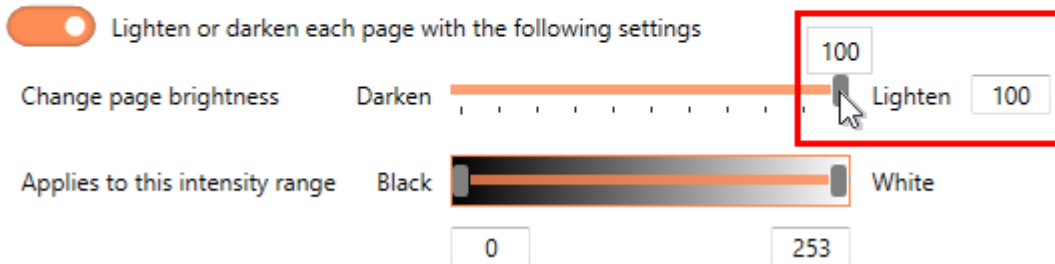 Lighten or darken each page with the following settings
100
Change page brightness Darken Lighten 100
Applies to this intensity range Black White
0 253